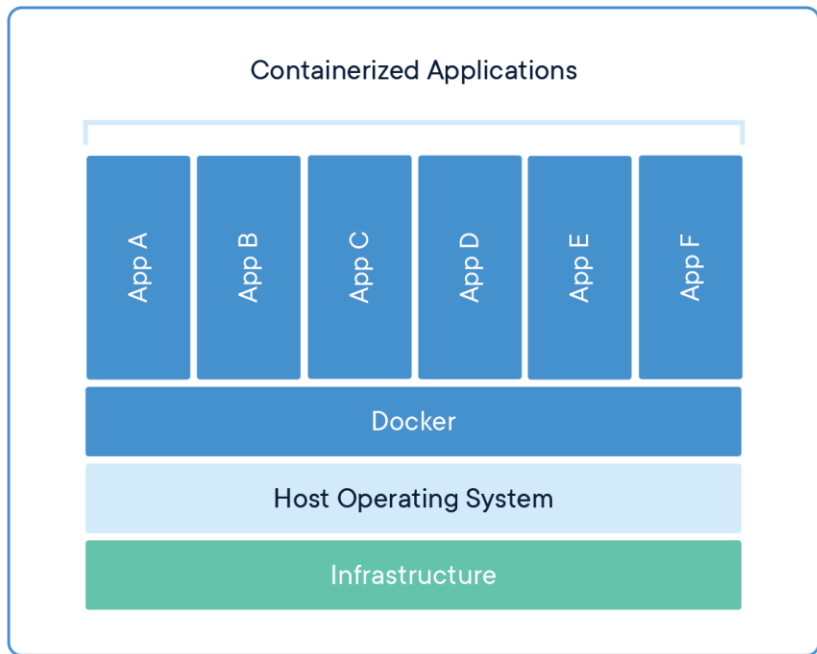 Containerized Applications
App A
App B
App C
App D
App E
App F
Docker
Host Operating System
Infrastructure